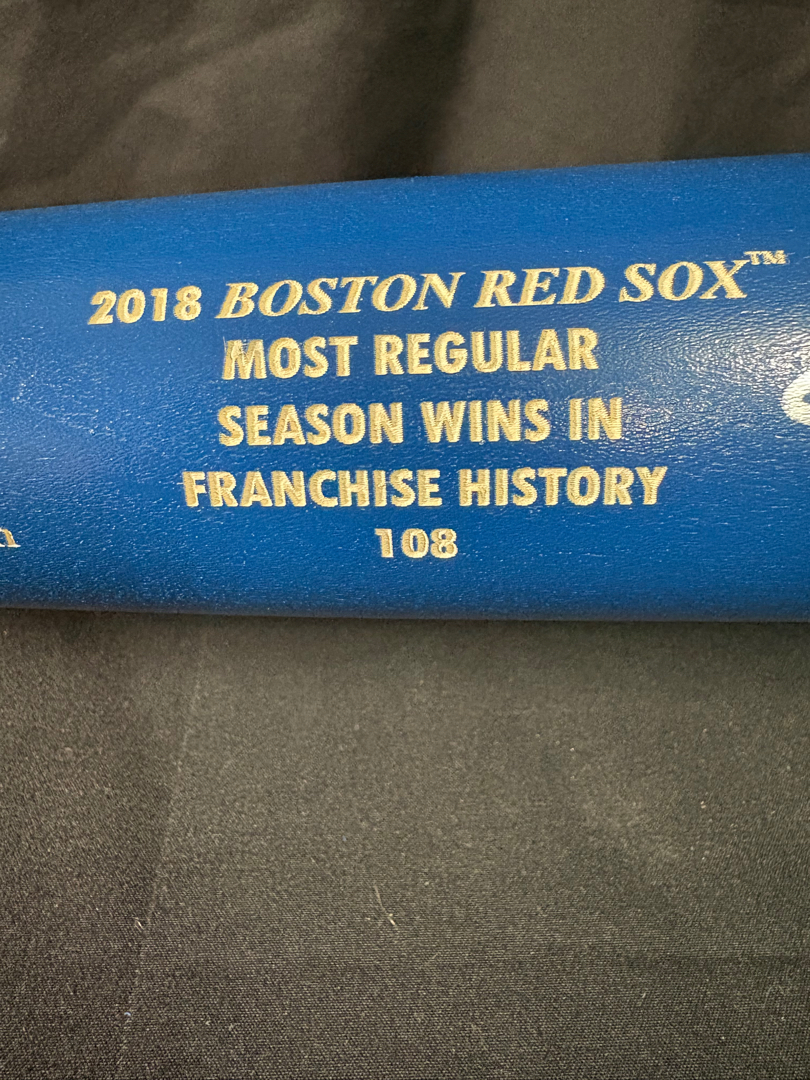 2018 BOSTON RED SOX™
MOST REGULAR
SEASON WINS IN
FRANCHISE HISTORY
108